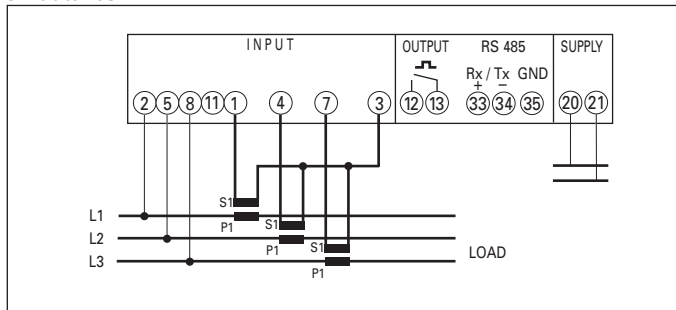 INPUT OUTPUT RS 485 SUPPLY
Rx / Tx GND
+ −
2 5 8 11 1 4 7 3 12 13 33 34 35 20 21
S1
L1
P1 S1
L2
P1 S1
LOAD
L3
P1